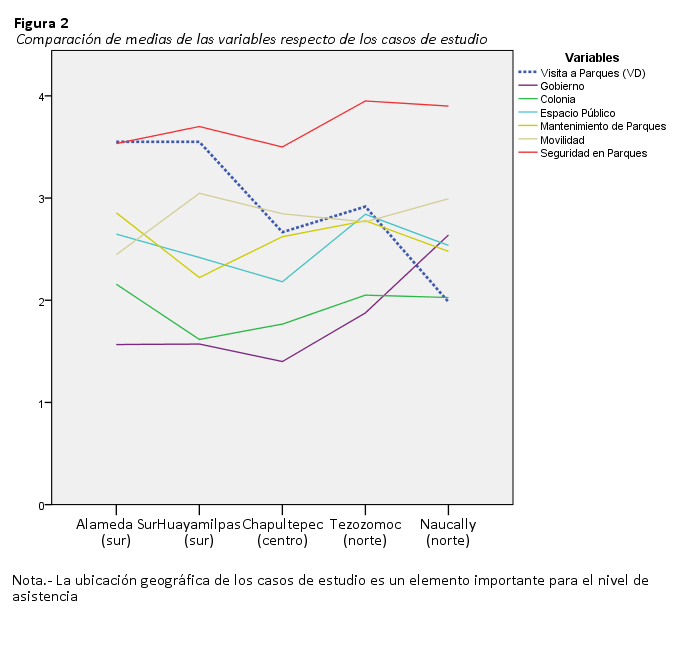 Figura 2
Comparación de medias de las variables respecto de los casos de estudio
Variables
Visita a Parques (VD)
Gobierno
Colonia
Espacio Público
Mantenimiento de Parques
Movilidad
Seguridad en Parques
4
3
2
1
0
Alameda Sur
(sur)
Huayamilpas
(sur)
Chapultepec
(centro)
Tezozomoc
(norte)
Naucally
(norte)
Nota.- La ubicación geográfica de los casos de estudio es un elemento importante para el nivel de
asistencia